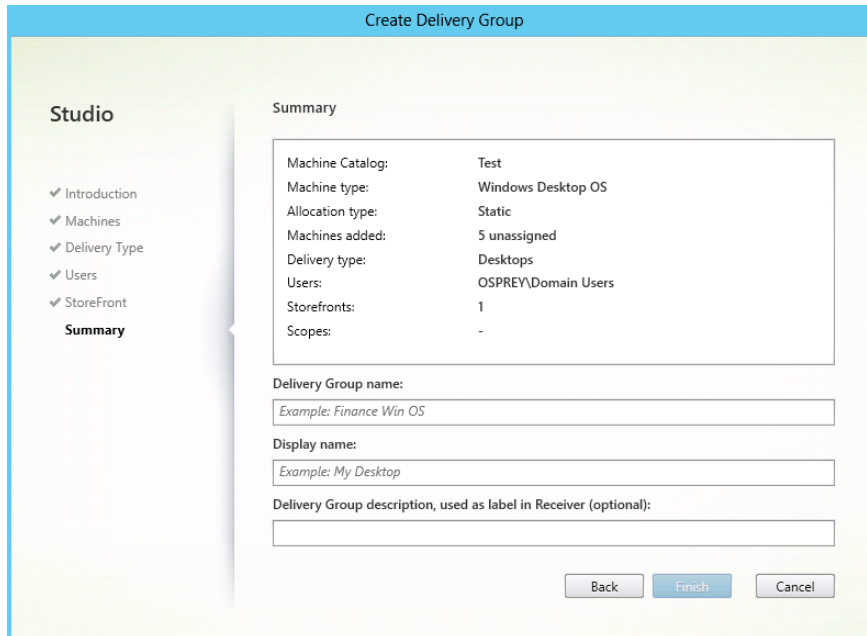 Create Delivery Group
Studio
Introduction
Machines
Delivery Type
Users
StoreFront
Summary
Summary
Machine Catalog: Test
Machine type: Windows Desktop OS
Allocation type: Static
Machines added: 5 unassigned
Delivery type: Desktops
Users: OSPREY\Domain Users
Storefronts: 1
Scopes: -
Delivery Group name:
Example: Finance Win OS
Display name:
Example: My Desktop
Delivery Group description, used as label in Receiver (optional):
Back Finish Cancel